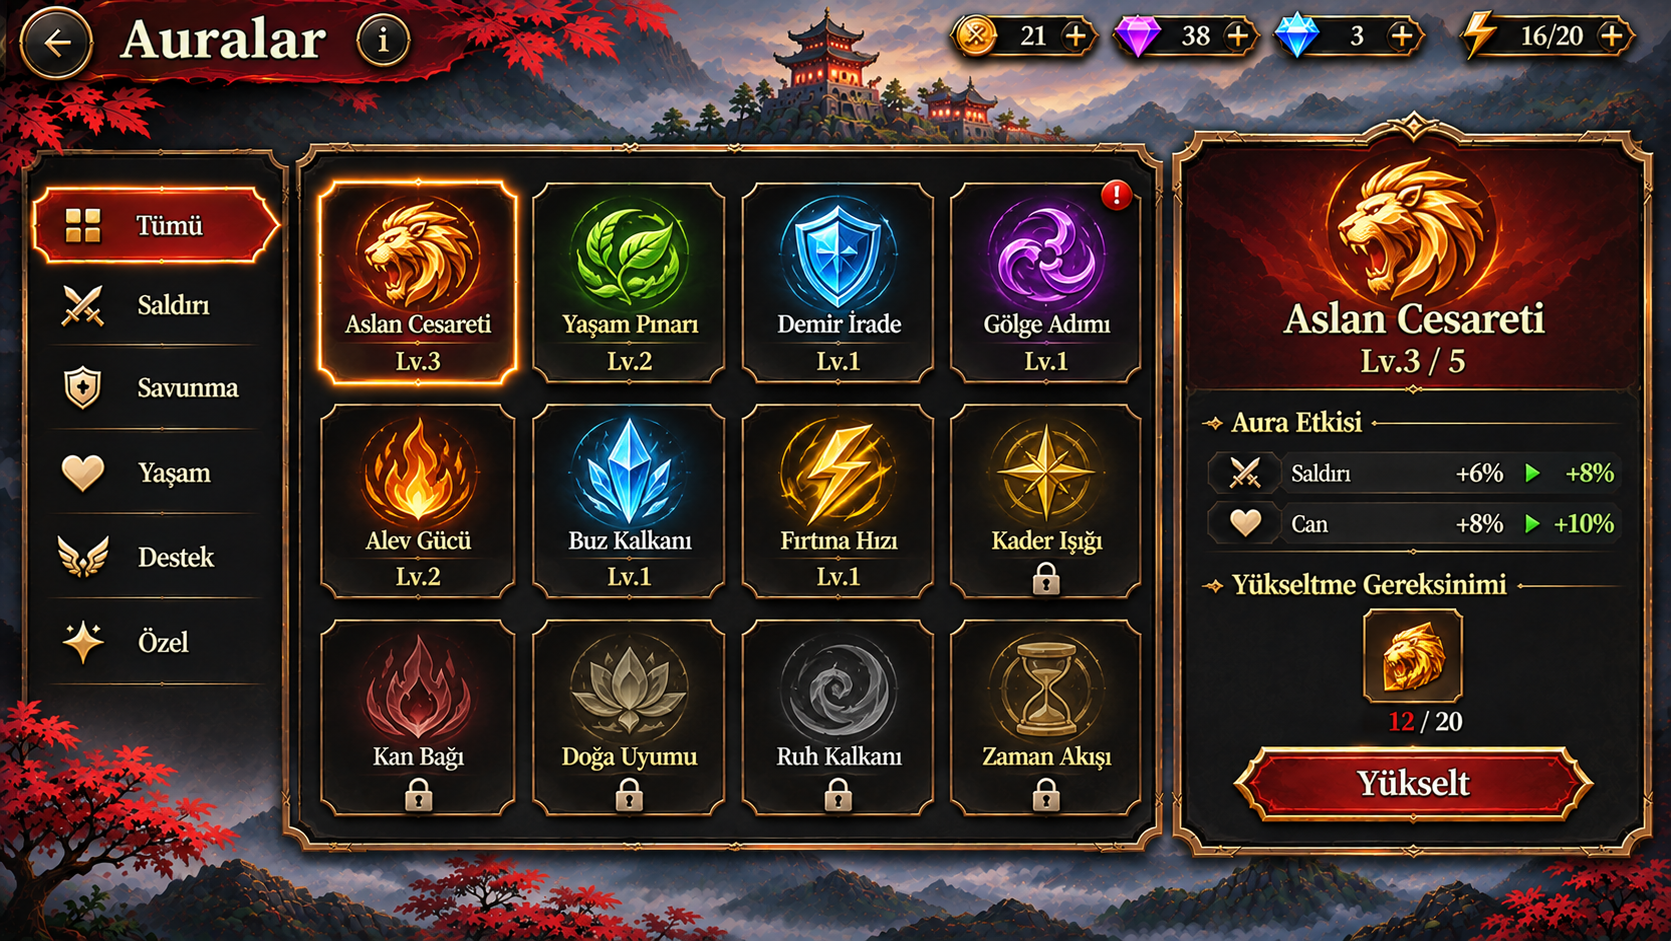 Auralar
i
21
38
3
16/20
Tümü
Saldırı
Savunma
Yaşam
Destek
Özel
Aslan Cesareti
Lv.3
Yaşam Pınarı
Lv.2
Demir İrade
Lv.1
!
Gölge Adımı
Lv.1
Alev Gücü
Lv.2
Buz Kalkanı
Lv.1
Fırtına Hızı
Lv.1
Kader Işığı
Kan Bağı
Doğa Uyumu
Ruh Kalkanı
Zaman Akışı
Aslan Cesareti
Lv.3 / 5
Aura Etkisi
Saldırı +6% +8%
Can +8% +10%
Yükseltme Gereksinimi
12 / 20
Yükselt